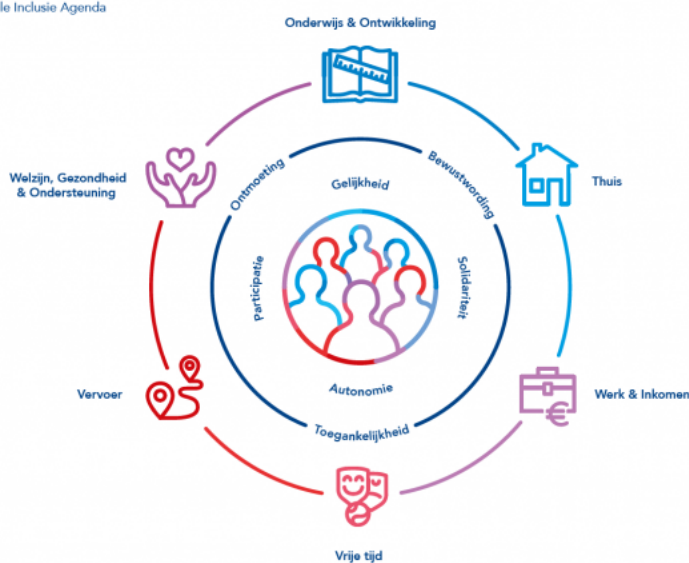 le Inclusie Agenda
Onderwijs & Ontwikkeling
Welzijn, Gezondheid
& Ondersteuning
Ontmoeting
Bewustwording
Gelijkheid
Thuis
Participatie
Solidariteit
Autonomie
Vervoer
Werk & Inkomen
Toegankelijkheid
Vrije tijd